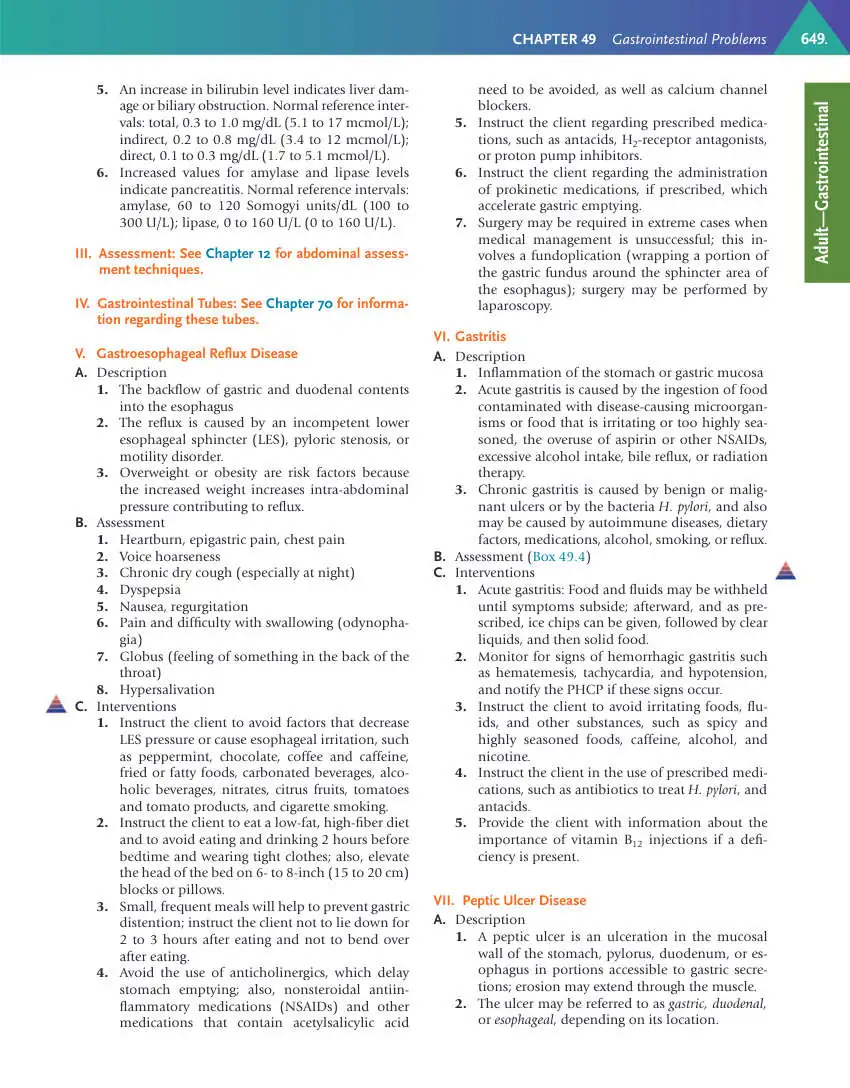 CHAPTER 49 Gastrointestinal Problems 649.
5. An increase in bilirubin level indicates liver dam-
age or biliary obstruction. Normal reference inter-
vals: total, 0.3 to 1.0 mg/dL (5.1 to 17 mcmol/L);
indirect, 0.2 to 0.8 mg/dL (3.4 to 12 mcmol/L);
direct, 0.1 to 0.3 mg/dL (1.7 to 5.1 mcmol/L).
6. Increased values for amylase and lipase levels
indicate pancreatitis. Normal reference intervals:
amylase, 60 to 120 Somogyi units/dL (100 to
300 U/L); lipase, 0 to 160 U/L (0 to 160 U/L).
III. Assessment: See Chapter 12 for abdominal assess-
ment techniques.
IV. Gastrointestinal Tubes: See Chapter 70 for informa-
tion regarding these tubes.
V. Gastroesophageal Reflux Disease
A. Description
1. The backflow of gastric and duodenal contents
into the esophagus
2. The reflux is caused by an incompetent lower
esophageal sphincter (LES), pyloric stenosis, or
motility disorder.
3. Overweight or obesity are risk factors because
the increased weight increases intra-abdominal
pressure contributing to reflux.
B. Assessment
1. Heartburn, epigastric pain, chest pain
2. Voice hoarseness
3. Chronic dry cough (especially at night)
4. Dyspepsia
5. Nausea, regurgitation
6. Pain and difficulty with swallowing (odynopha-
gia)
7. Globus (feeling of something in the back of the
throat)
8. Hypersalivation
C. Interventions
1. Instruct the client to avoid factors that decrease
LES pressure or cause esophageal irritation, such
as peppermint, chocolate, coffee and caffeine,
fried or fatty foods, carbonated beverages, alco-
holic beverages, nitrates, citrus fruits, tomatoes
and tomato products, and cigarette smoking.
2. Instruct the client to eat a low-fat, high-fiber diet
and to avoid eating and drinking 2 hours before
bedtime and wearing tight clothes; also, elevate
the head of the bed on 6- to 8-inch (15 to 20 cm)
blocks or pillows.
3. Small, frequent meals will help to prevent gastric
distention; instruct the client not to lie down for
2 to 3 hours after eating and not to bend over
after eating.
4. Avoid the use of anticholinergics, which delay
stomach emptying; also, nonsteroidal antiin-
flammatory medications (NSAIDs) and other
medications that contain acetylsalicylic acid
need to be avoided, as well as calcium channel
blockers.
5. Instruct the client regarding prescribed medica-
tions, such as antacids, H2-receptor antagonists,
or proton pump inhibitors.
6. Instruct the client regarding the administration
of prokinetic medications, if prescribed, which
accelerate gastric emptying.
7. Surgery may be required in extreme cases when
medical management is unsuccessful; this in-
volves a fundoplication (wrapping a portion of
the gastric fundus around the sphincter area of
the esophagus); surgery may be performed by
laparoscopy.
VI. Gastritis
A. Description
1. Inflammation of the stomach or gastric mucosa
2. Acute gastritis is caused by the ingestion of food
contaminated with disease-causing microorgan-
isms or food that is irritating or too highly sea-
soned, the overuse of aspirin or other NSAIDs,
excessive alcohol intake, bile reflux, or radiation
therapy.
3. Chronic gastritis is caused by benign or malig-
nant ulcers or by the bacteria H. pylori, and also
may be caused by autoimmune diseases, dietary
factors, medications, alcohol, smoking, or reflux.
B. Assessment (Box 49.4)
C. Interventions
1. Acute gastritis: Food and fluids may be withheld
until symptoms subside; afterward, and as pre-
scribed, ice chips can be given, followed by clear
liquids, and then solid food.
2. Monitor for signs of hemorrhagic gastritis such
as hematemesis, tachycardia, and hypotension,
and notify the PHCP if these signs occur.
3. Instruct the client to avoid irritating foods, flu-
ids, and other substances, such as spicy and
highly seasoned foods, caffeine, alcohol, and
nicotine.
4. Instruct the client in the use of prescribed medi-
cations, such as antibiotics to treat H. pylori, and
antacids.
5. Provide the client with information about the
importance of vitamin B12 injections if a defi-
ciency is present.
VII. Peptic Ulcer Disease
A. Description
1. A peptic ulcer is an ulceration in the mucosal
wall of the stomach, pylorus, duodenum, or es-
ophagus in portions accessible to gastric secre-
tions; erosion may extend through the muscle.
2. The ulcer may be referred to as gastric, duodenal,
or esophageal, depending on its location.
Adult—Gastrointestinal